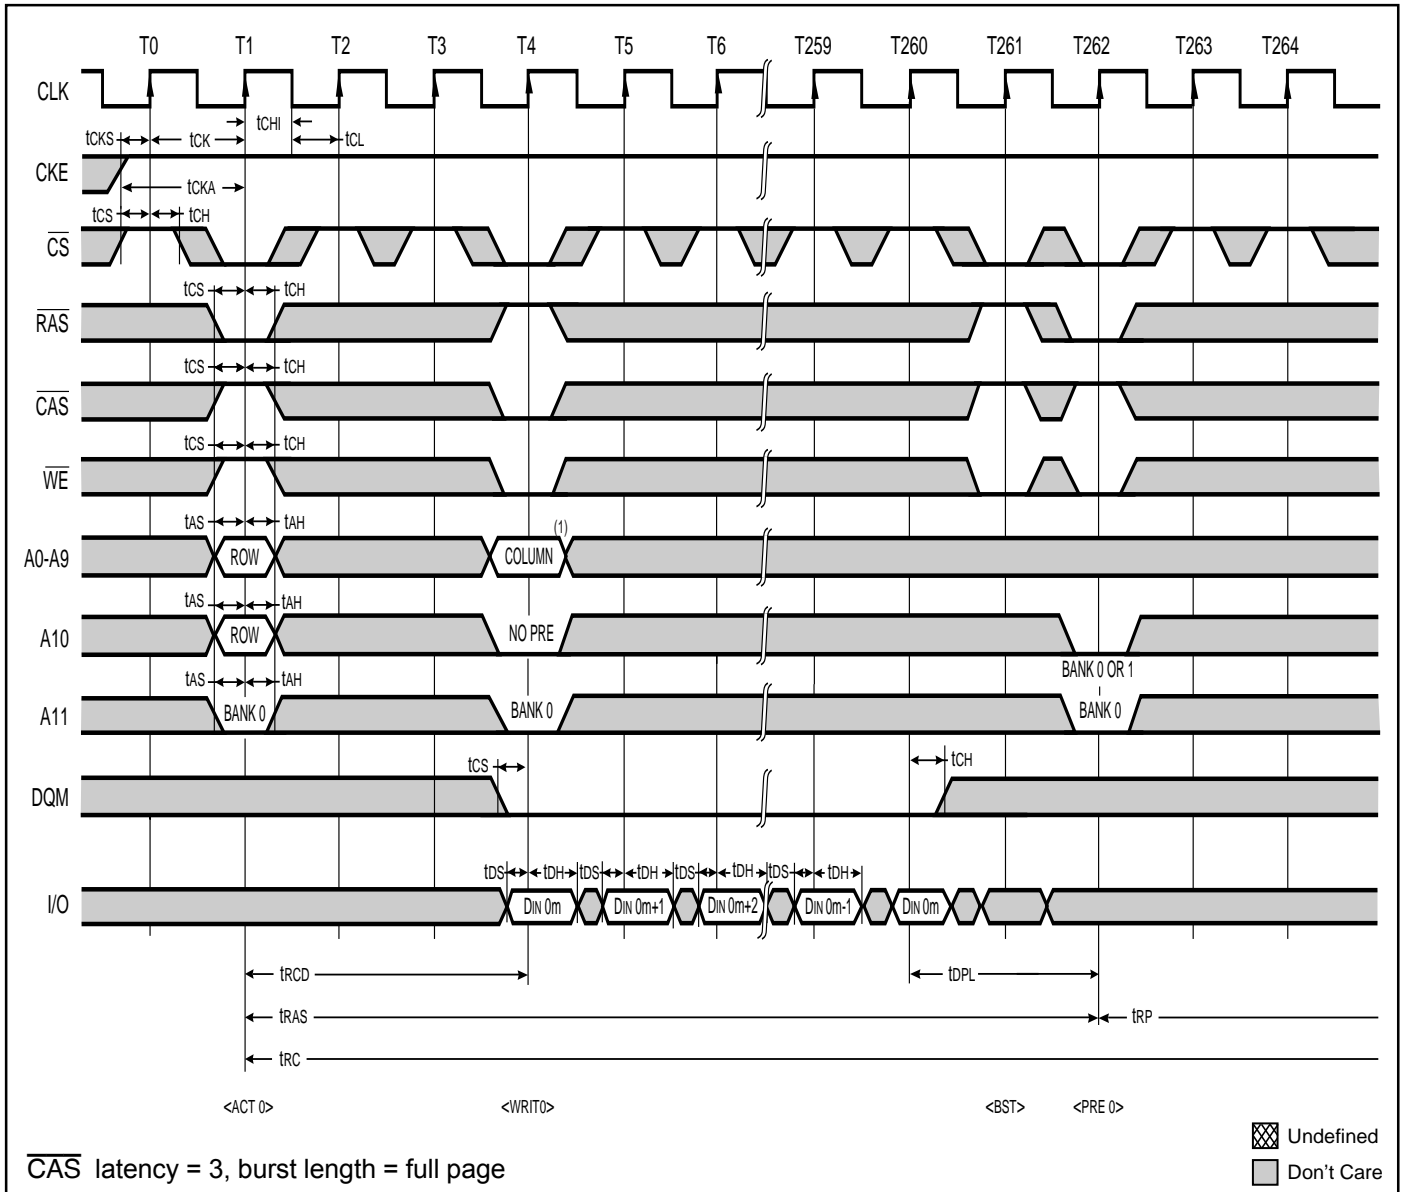 T0 T1 T2 T3 T4 T5 T6 T259 T260 T261 T262 T263 T264
CLK
tCHI
tCKS tCK tCL
CKE
tCKA
tCS tCH
CS
tCS tCH
RAS
tCS tCH
CAS
tCS tCH
WE
tAS tAH (1)
A0-A9 ROW COLUMN
tAS tAH
A10 ROW NO PRE
BANK 0 OR 1
tAS tAH
A11 BANK 0 BANK 0 BANK 0
tCS tCH
DQM
tDS tDH tDS tDH tDS tDH tDS tDH
I/O DIN 0m DIN 0m+1 DIN 0m+2 DIN 0m-1 DIN 0m
tRCD tDPL
tRAS tRP
tRC
<ACT 0> <WRIT0> <BST> <PRE 0>
Undefined
CAS latency = 3, burst length = full page
Don't Care